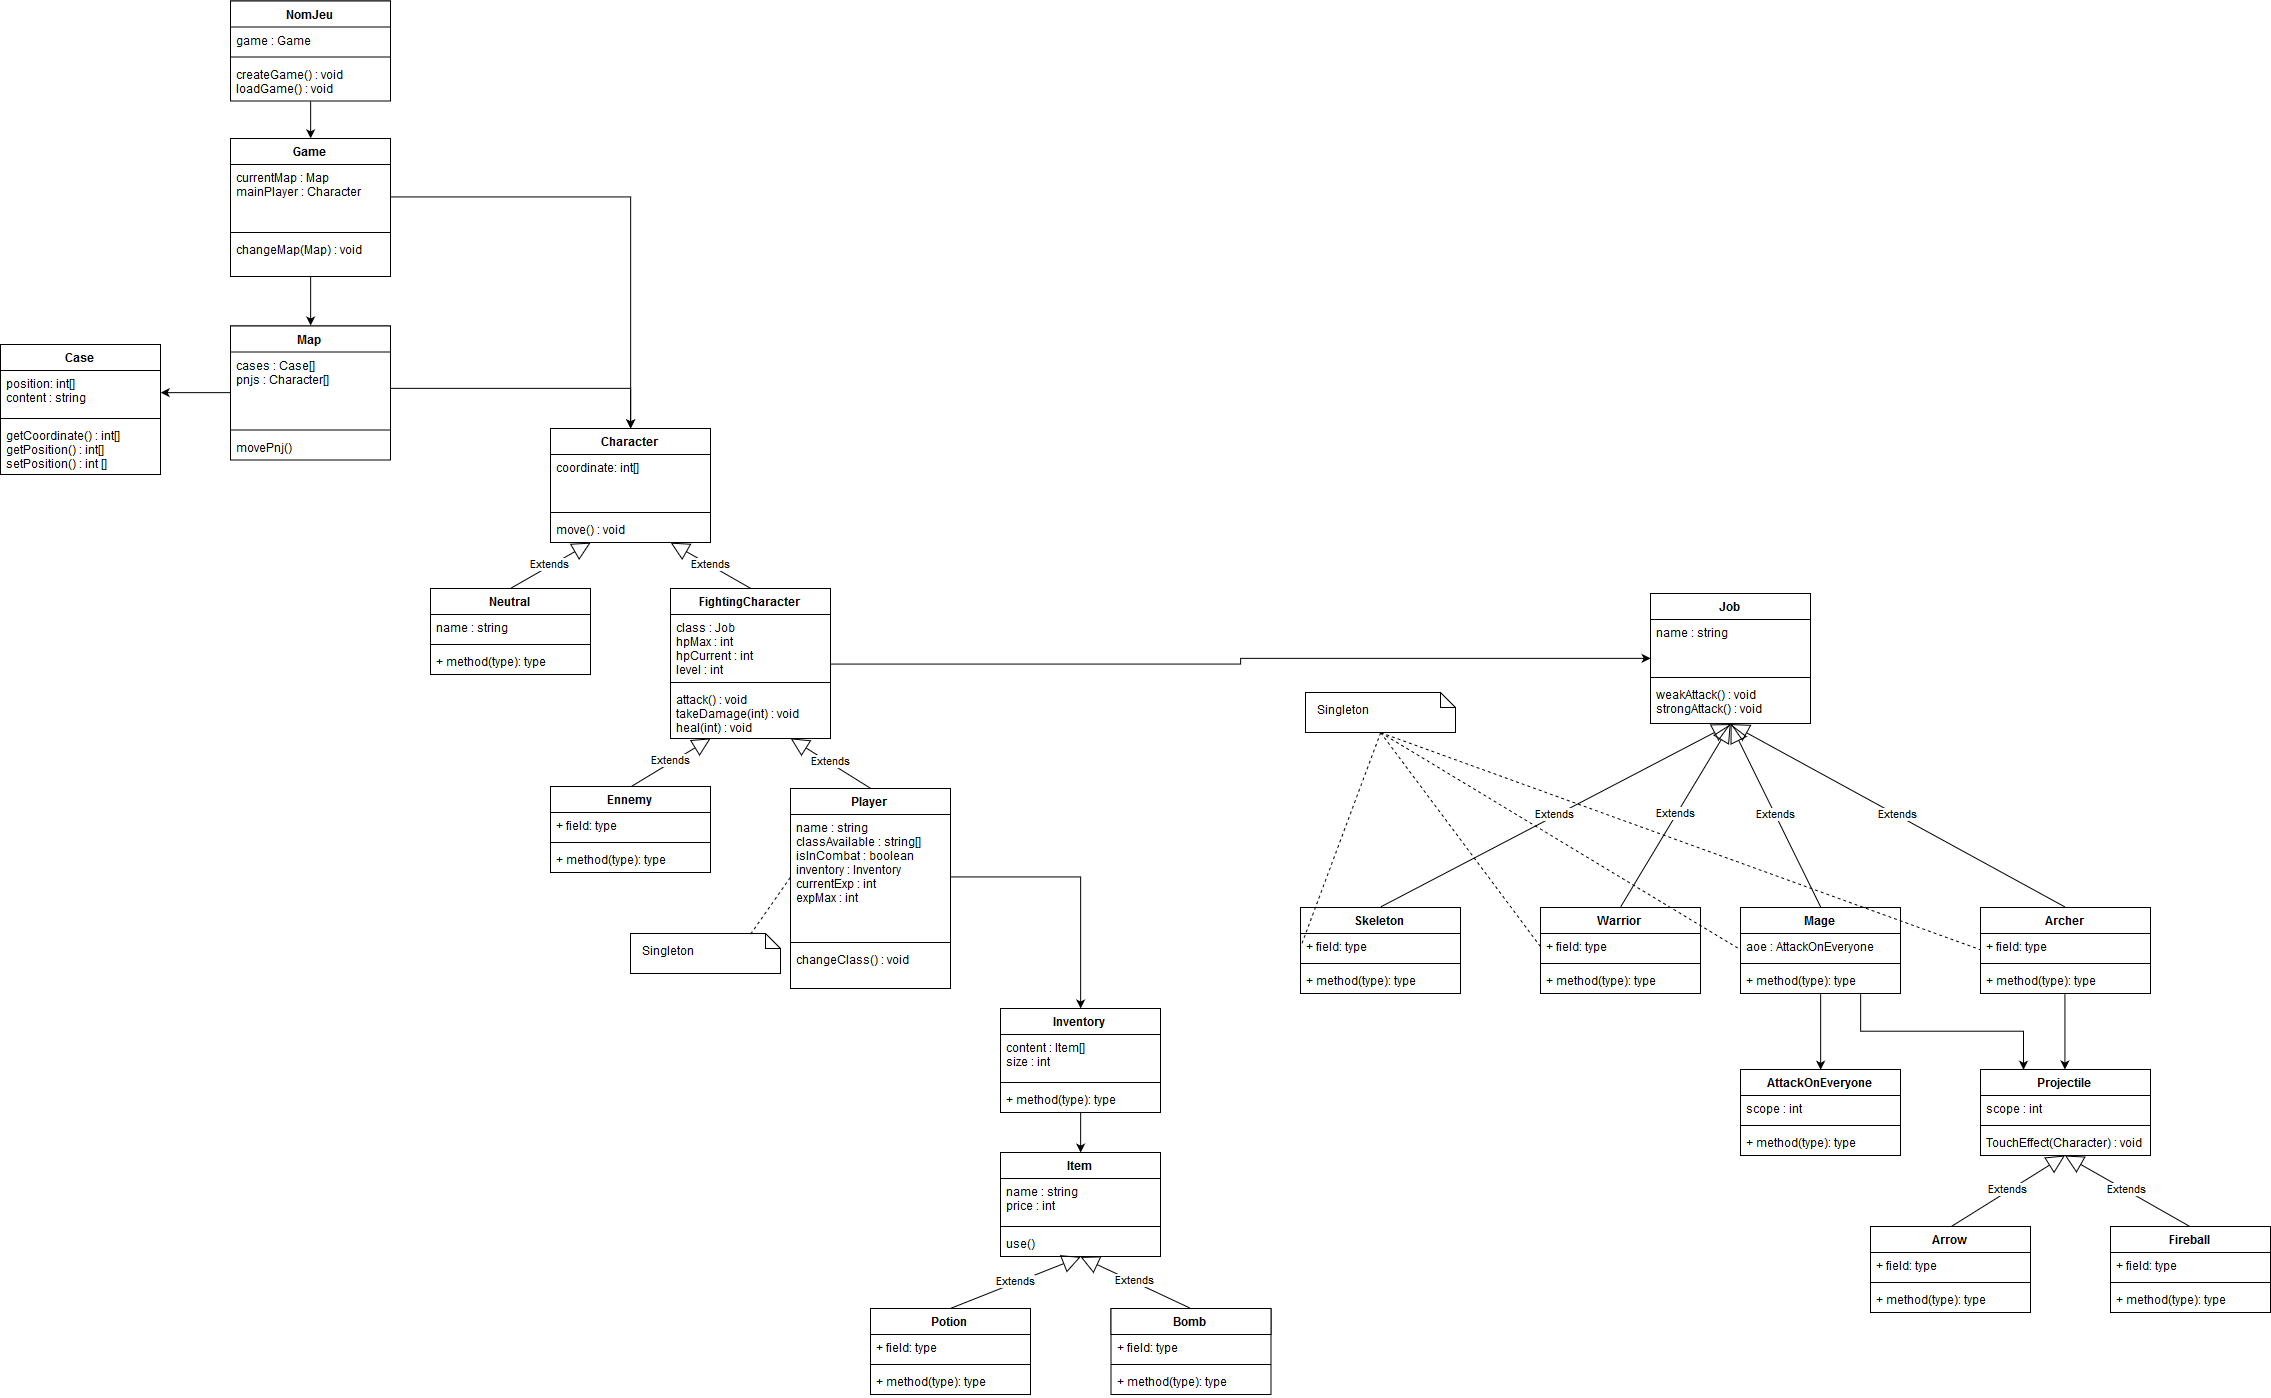 NomJeu
game : Game
createGame() : void
loadGame() : void
Game
currentMap : Map
mainPlayer : Character
changeMap(Map) : void
Map
cases : Case[]
pnjs : Character[]
movePnj()
Case
position: int[]
content : string
getCoordinate() : int[]
getPosition() : int[]
setPosition() : int []
Character
coordinate: int[]
move() : void
Extends
Extends
Neutral
name : string
+ method(type): type
FightingCharacter
class : Job
hpMax : int
hpCurrent : int
level : int
attack() : void
takeDamage(int) : void
heal(int) : void
Job
name : string
weakAttack() : void
strongAttack() : void
Singleton
Extends
Extends
Ennemy
+ field: type
+ method(type): type
Player
name : string
classAvailable : string[]
isInCombat : boolean
inventory : Inventory
currentExp : int
expMax : int
changeClass() : void
Singleton
Extends
Extends
Extends
Extends
Skeleton
+ field: type
+ method(type): type
Warrior
+ field: type
+ method(type): type
Mage
aoe : AttackOnEveryone
+ method(type): type
Archer
+ field: type
+ method(type): type
Inventory
content : Item[]
size : int
+ method(type): type
AttackOnEveryone
scope : int
+ method(type): type
Projectile
scope : int
TouchEffect(Character) : void
Item
name : string
price : int
use()
Extends
Extends
Extends
Extends
Arrow
+ field: type
+ method(type): type
Fireball
+ field: type
+ method(type): type
Potion
+ field: type
+ method(type): type
Bomb
+ field: type
+ method(type): type